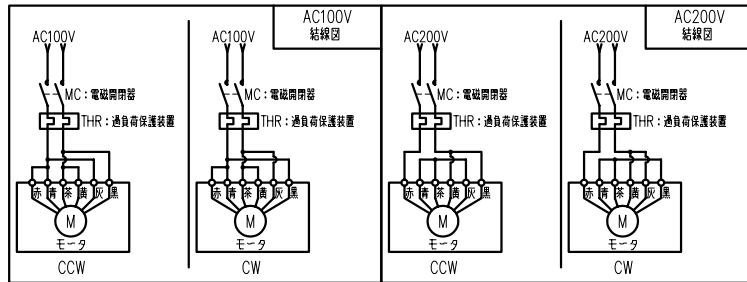 AC100V
結線図
AC100V
MC：電磁開閉器
THR：過負荷保護装置
赤 青 茶 黄 灰 黒
M
モータ
CCW
AC100V
MC：電磁開閉器
THR：過負荷保護装置
赤 青 茶 黄 灰 黒
M
モータ
CW
AC200V
結線図
AC200V
MC：電磁開閉器
THR：過負荷保護装置
赤 青 茶 黄 灰 黒
M
モータ
CCW
AC200V
MC：電磁開閉器
THR：過負荷保護装置
赤 青 茶 黄 灰 黒
M
モータ
CW